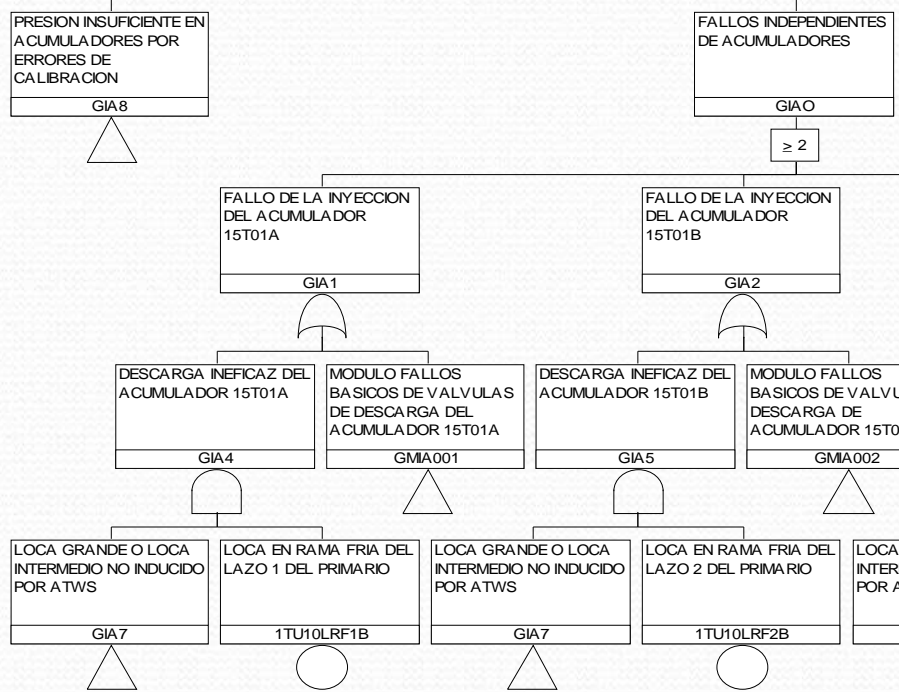 PRESION INSUFICIENTE EN
ACUMULADORES POR
ERRORES DE
CALIBRACION
GIA8
FALLOS INDEPENDIENTES
DE ACUMULADORES
GIAO
≥ 2
FALLO DE LA INYECCION
DEL ACUMULADOR
15T01A
GIA1
FALLO DE LA INYECCION
DEL ACUMULADOR
15T01B
GIA2
DESCARGA INEFICAZ DEL
ACUMULADOR 15T01A
GIA4
MODULO FALLOS
BASICOS DE VALVULAS
DE DESCARGA DEL
ACUMULADOR 15T01A
GMIA001
DESCARGA INEFICAZ DEL
ACUMULADOR 15T01B
GIA5
MODULO FALLOS
BASICOS DE VALVU
DESCARGA DE
ACUMULADOR 15T0
GMIA002
LOCA GRANDE O LOCA
INTERMEDIO NO INDUCIDO
POR ATWS
GIA7
LOCA EN RAMA FRIA DEL
LAZO 1 DEL PRIMARIO
1TU10LRF1B
LOCA GRANDE O LOCA
INTERMEDIO NO INDUCIDO
POR ATWS
GIA7
LOCA EN RAMA FRIA DEL
LAZO 2 DEL PRIMARIO
1TU10LRF2B
LOCA
INTER
POR A